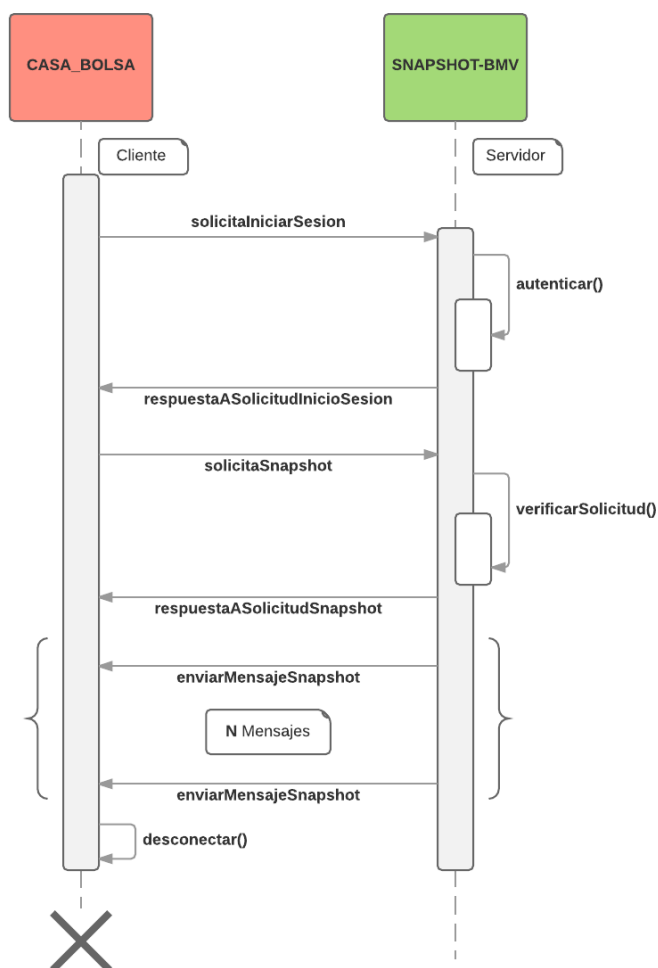 CASA_BOLSA
SNAPSHOT-BMV
Cliente
Servidor
solicitaIniciarSesion
autenticar()
respuestaASolicitudInicioSesion
solicitaSnapshot
verificarSolicitud()
respuestaASolicitudSnapshot
enviarMensajeSnapshot
N Mensajes
enviarMensajeSnapshot
desconectar()